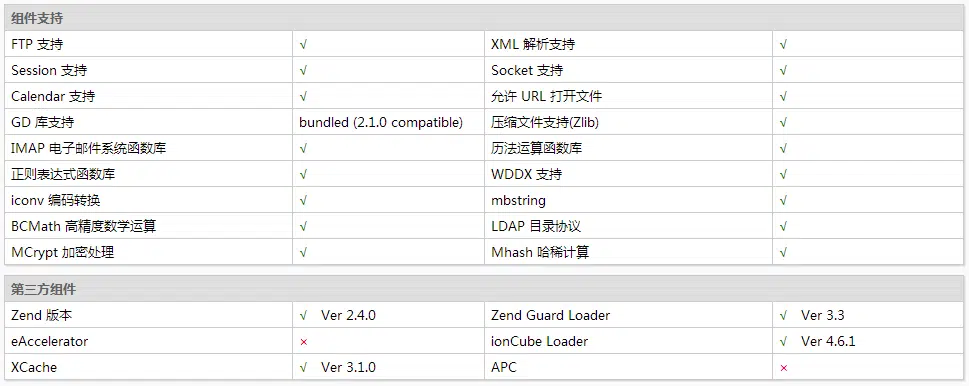 组件支持
FTP 支持 √ XML 解析支持 √
Session 支持 √ Socket 支持 √
Calendar 支持 √ 允许 URL 打开文件 √
GD 库支持 bundled (2.1.0 compatible) 压缩文件支持(Zlib) √
IMAP 电子邮件系统函数库 √ 历法运算函数库 √
正则表达式函数库 √ WDDX 支持 √
iconv 编码转换 √ mbstring √
BCMath 高精度数学运算 √ LDAP 目录协议 √
MCrypt 加密处理 √ Mhash 哈稀计算 √
第三方组件
Zend 版本 √ Ver 2.4.0 Zend Guard Loader √ Ver 3.3
eAccelerator × ionCube Loader √ Ver 4.6.1
XCache √ Ver 3.1.0 APC ×